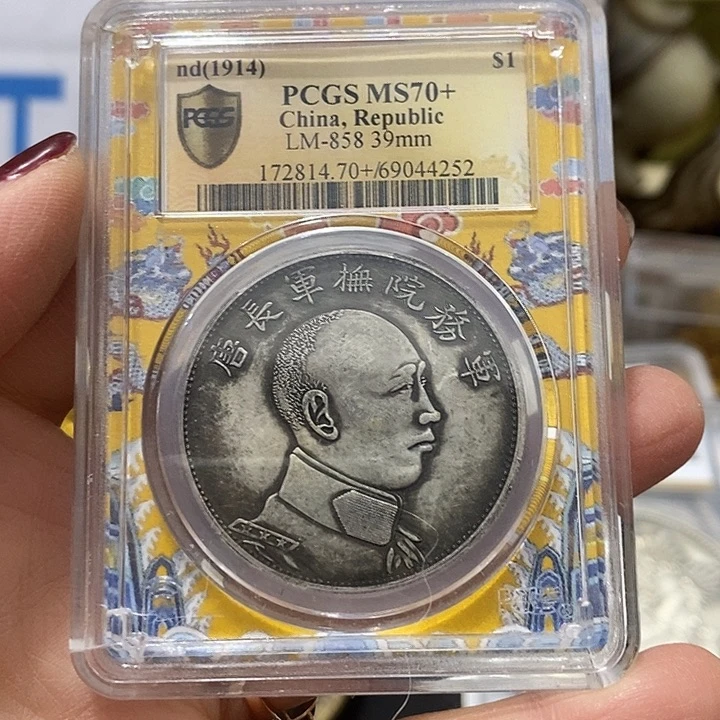 nd(1914) $1
PCGS
PCGS MS70+
China, Republic
LM-858 39mm
172814.70+/69044252
軍務院撫軍長唐